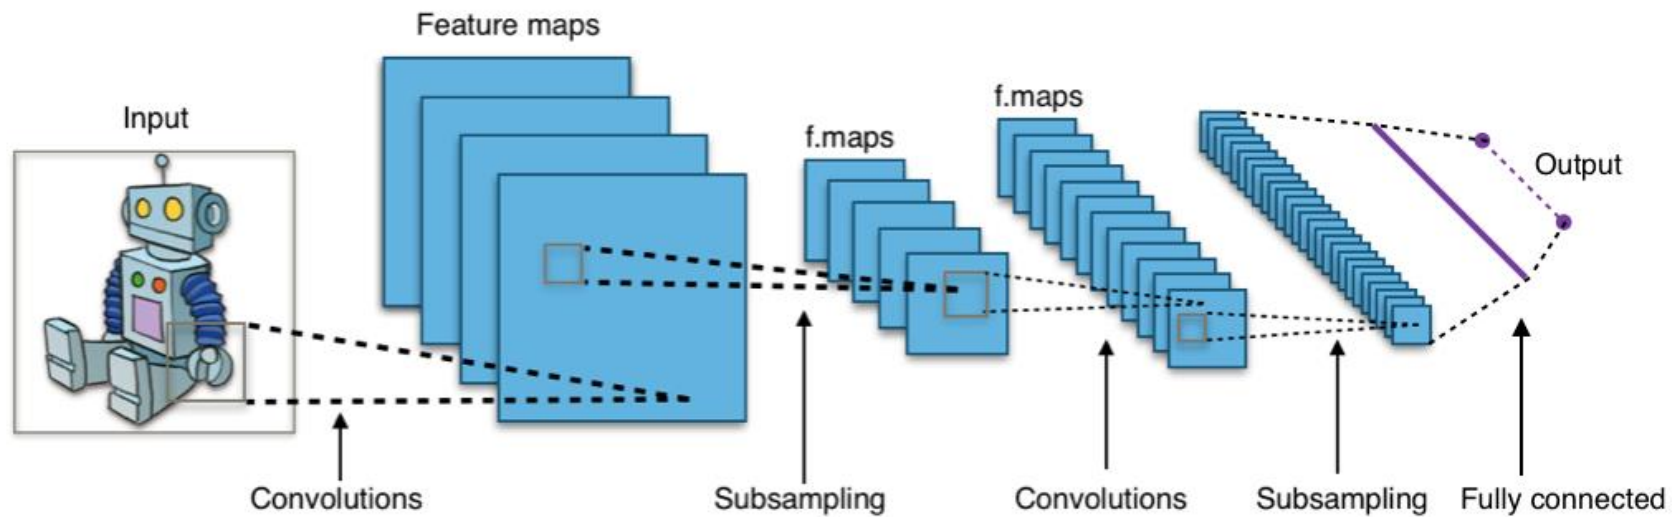 Feature maps
Input
f.maps
f.maps
Output
Convolutions
Subsampling
Convolutions
Subsampling
Fully connected